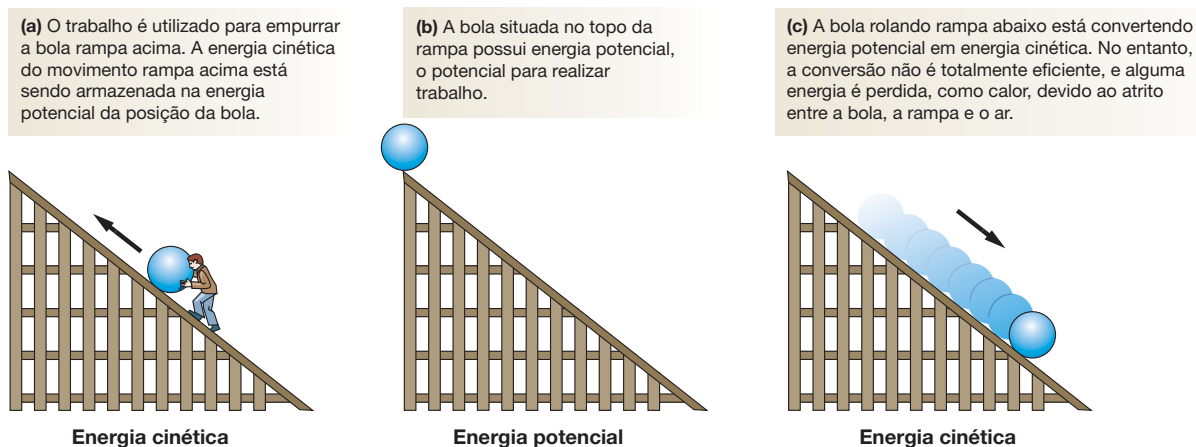 (a) O trabalho é utilizado para empurrar
a bola rampa acima. A energia cinética
do movimento rampa acima está
sendo armazenada na energia
potencial da posição da bola.
(b) A bola situada no topo da
rampa possui energia potencial,
o potencial para realizar
trabalho.
(c) A bola rolando rampa abaixo está convertendo
energia potencial em energia cinética. No entanto,
a conversão não é totalmente eficiente, e alguma
energia é perdida, como calor, devido ao atrito
entre a bola, a rampa e o ar.
Energia cinética
Energia potencial
Energia cinética